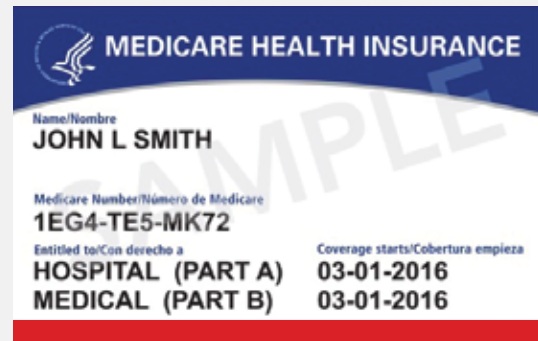 MEDICARE HEALTH INSURANCE
Name/Nombre
JOHN L SMITH
Medicare Number/Número de Medicare
1EG4-TE5-MK72
Entitled to/Con derecho a Coverage starts/Cobertura empieza
HOSPITAL (PART A) 03-01-2016
MEDICAL (PART B) 03-01-2016
SAMPLE